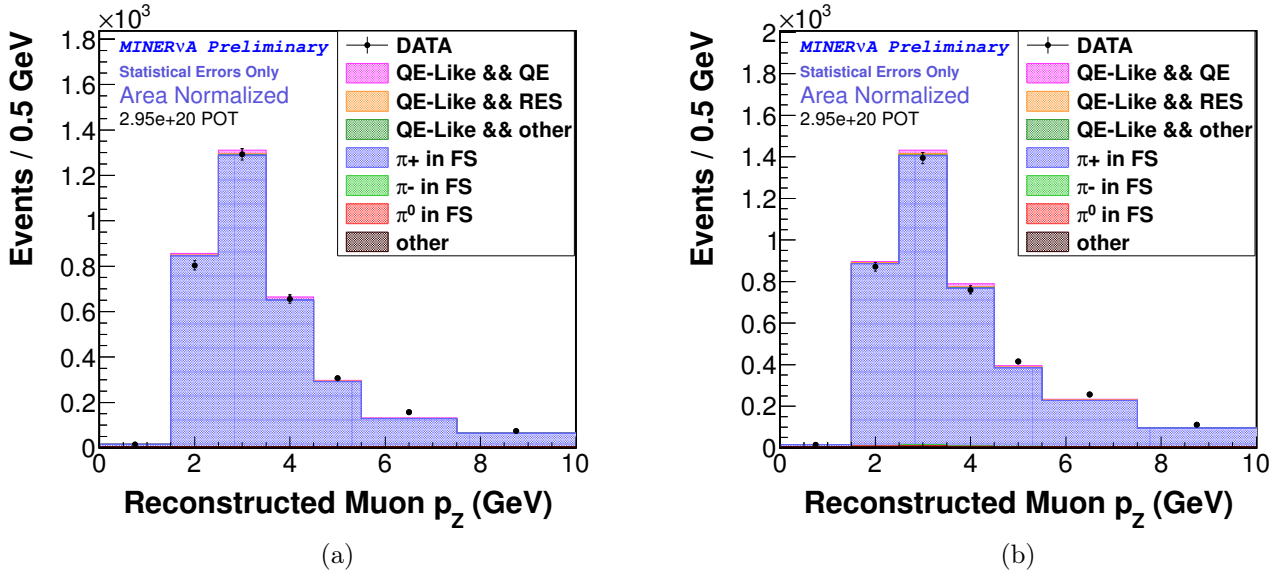 ×10³
1.8
1.6
1.4
1.2
1
0.8
0.6
0.4
0.2
0
Events / 0.5 GeV
MINERνA Preliminary
Statistical Errors Only
Area Normalized
2.95e+20 POT
DATA
QE-Like && QE
QE-Like && RES
QE-Like && other
π+ in FS
π- in FS
π⁰ in FS
other
0 2 4 6 8 10
Reconstructed Muon p_Z (GeV)
(a)
×10³
2
1.8
1.6
1.4
1.2
1
0.8
0.6
0.4
0.2
0
Events / 0.5 GeV
MINERνA Preliminary
Statistical Errors Only
Area Normalized
2.95e+20 POT
DATA
QE-Like && QE
QE-Like && RES
QE-Like && other
π+ in FS
π- in FS
π⁰ in FS
other
0 2 4 6 8 10
Reconstructed Muon p_Z (GeV)
(b)